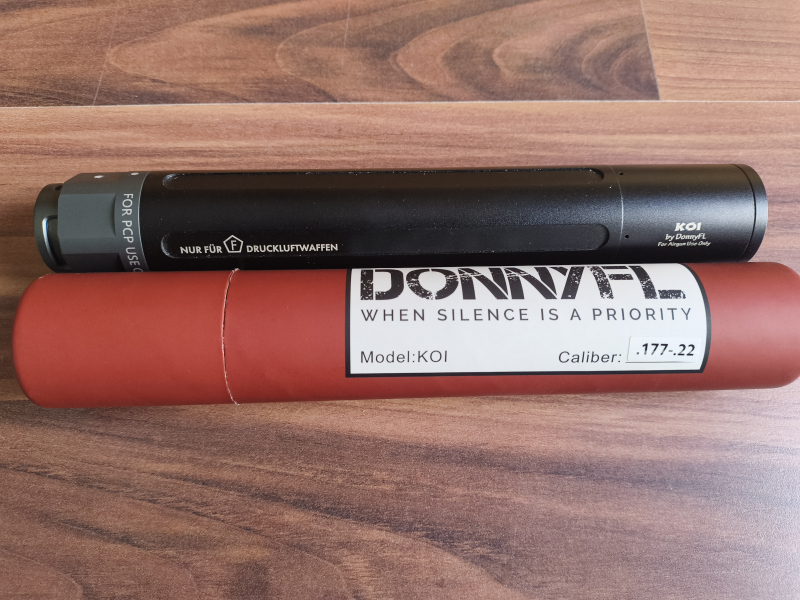 FOR PCP USE
NUR FÜR F DRUCKLUFTWAFFEN
KOI
by DonnyFL
For Airgun Use Only
DONNYFL
WHEN SILENCE IS A PRIORITY
Model:KOI
Caliber: .177-.22